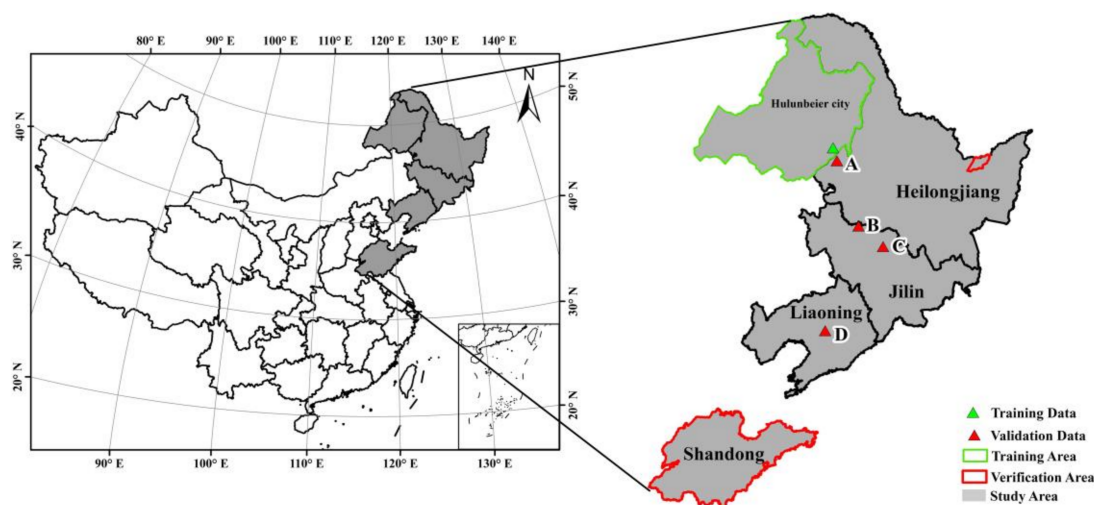 80° E 90° E 100° E 110° E 120° E 130° E 140° E
N
50° N
40° N
40° N
30° N
30° N
20° N
20° N
90° E 100° E 110° E 120° E 130° E
Hulunbeier city
A
Heilongjiang
B
C
Jilin
Liaoning
D
Shandong
Training Data
Validation Data
Training Area
Verification Area
Study Area